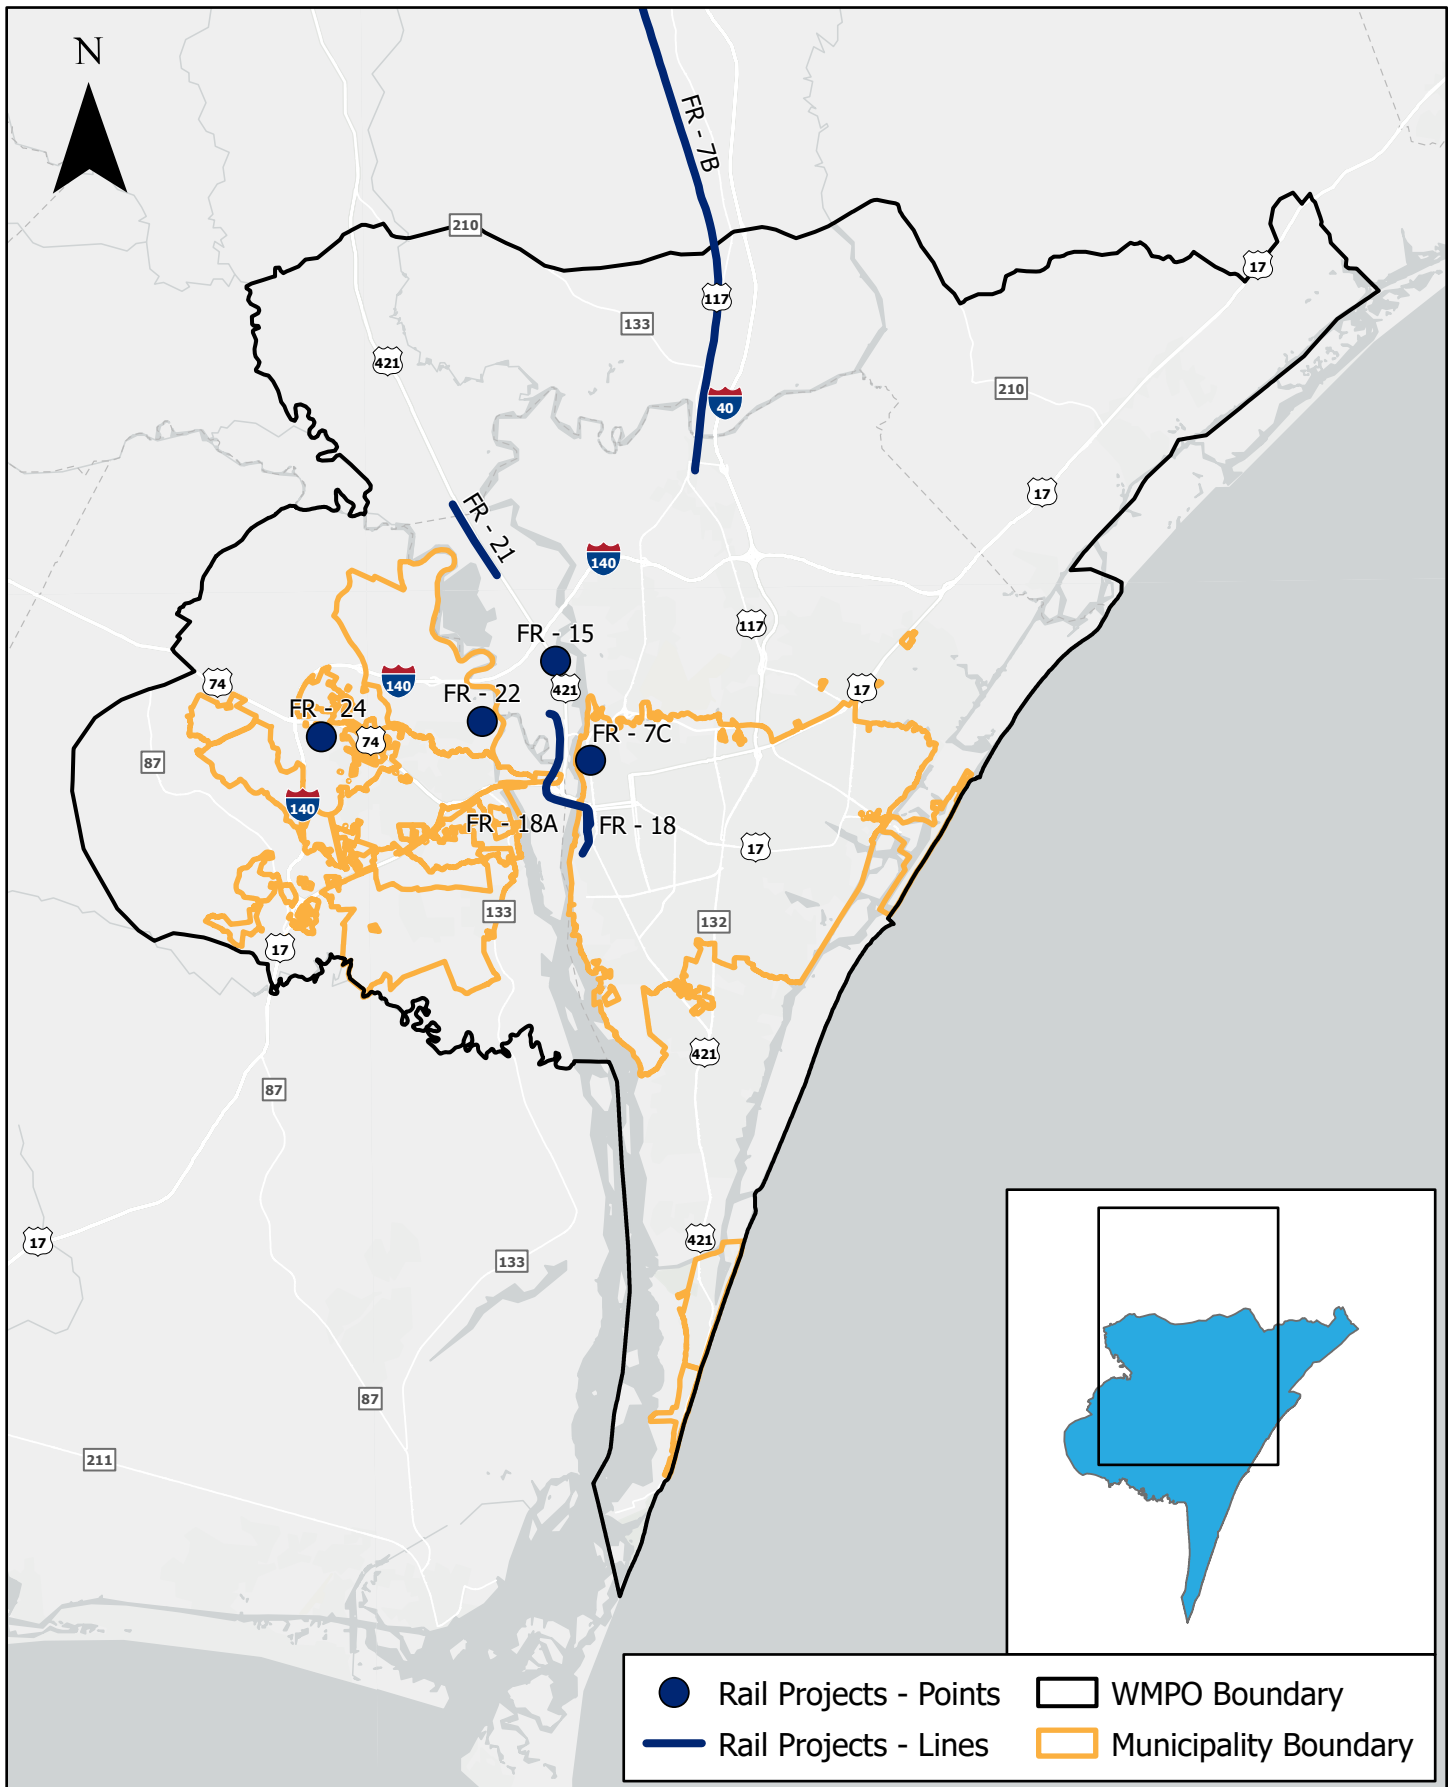 N
FR - 7B
210
17
117
133
421
40
210
17
FR - 21
140
117
FR - 15
74
140
421
17
FR - 22
FR - 24
74
FR - 7C
87
140
FR - 18A
FR - 18
17
133
132
17
421
87
17
421
133
87
211
Rail Projects - Points
WMPO Boundary
Rail Projects - Lines
Municipality Boundary